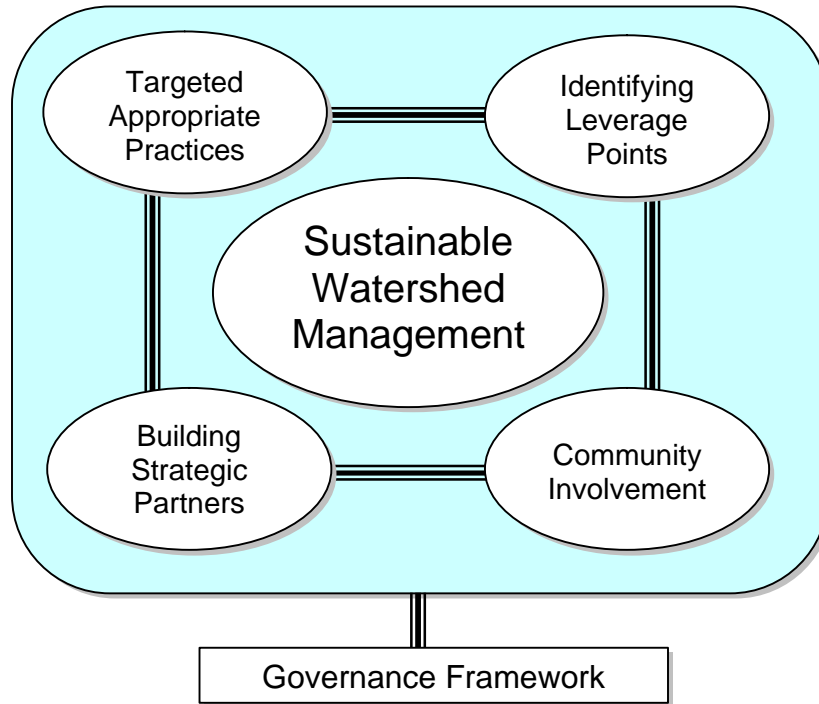 Targeted
Appropriate
Practices
Identifying
Leverage
Points
Sustainable
Watershed
Management
Building
Strategic
Partners
Community
Involvement
Governance Framework